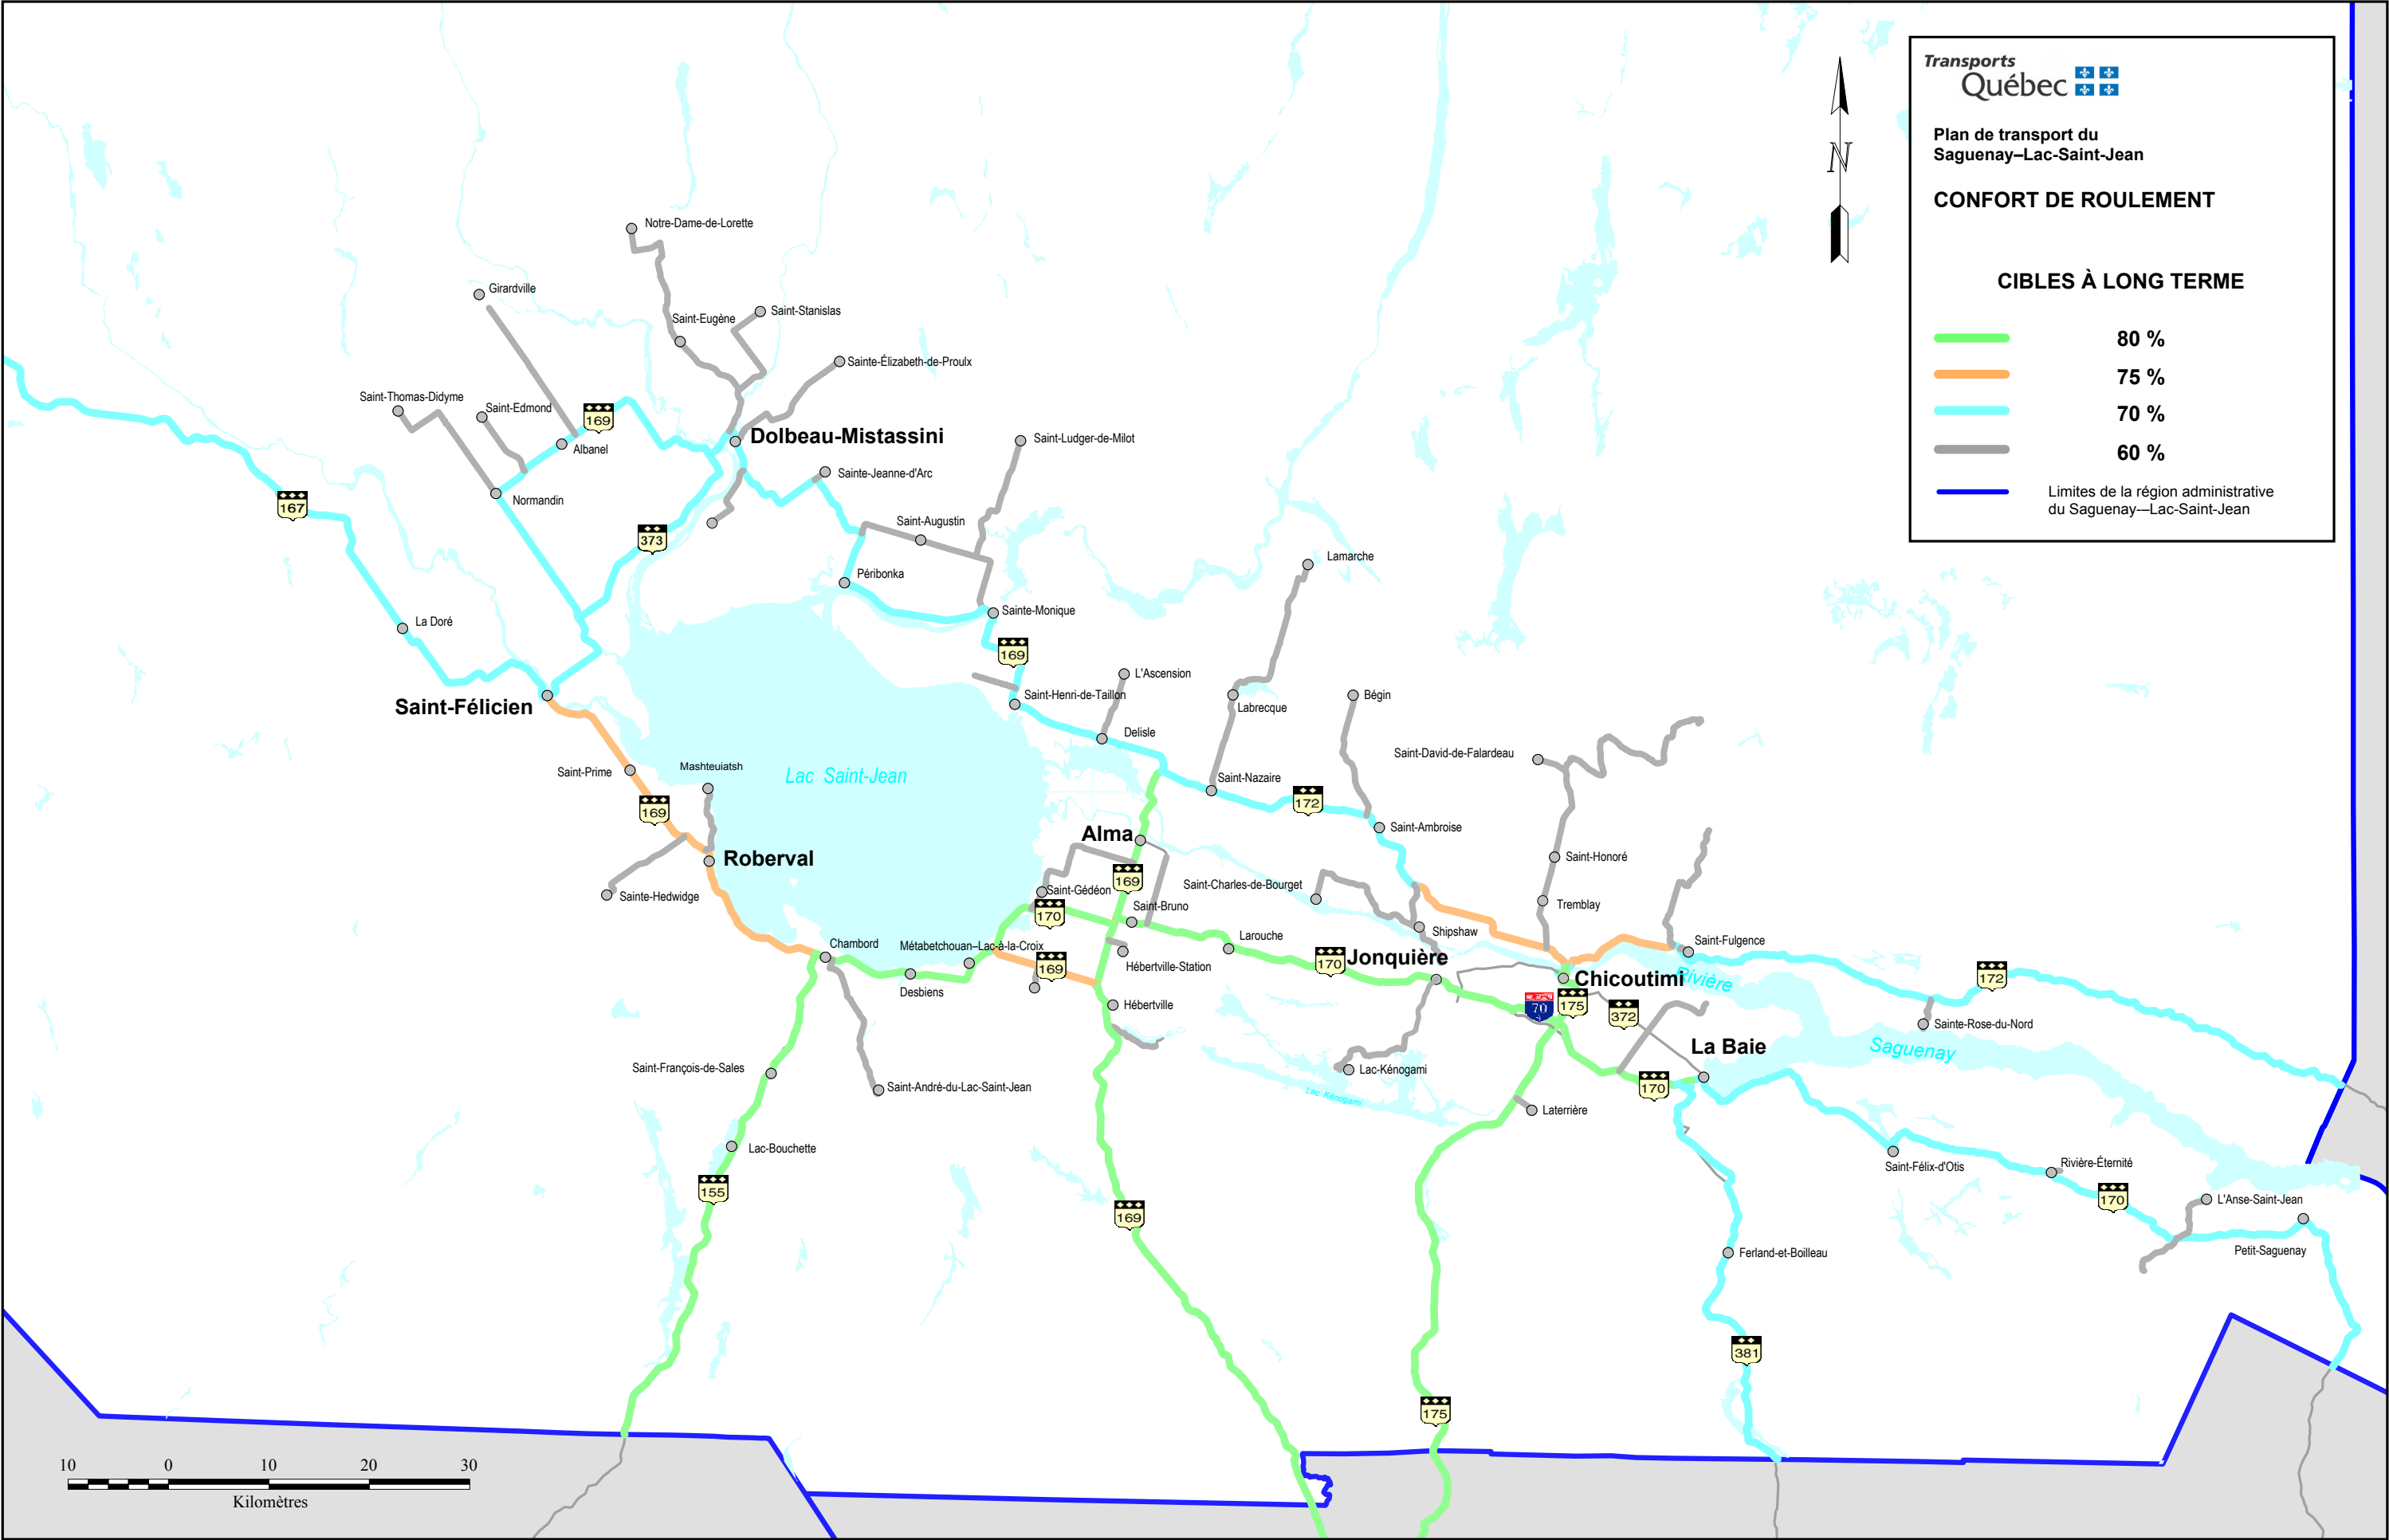 Transports
Québec
Plan de transport du
Saguenay–Lac-Saint-Jean
CONFORT DE ROULEMENT
CIBLES À LONG TERME
80 %
75 %
70 %
60 %
Limites de la région administrative
du Saguenay-–Lac-Saint-Jean
N
Notre-Dame-de-Lorette
Girardville
Saint-Stanislas
Saint-Eugène
Sainte-Élizabeth-de-Proulx
Saint-Thomas-Didyme
Saint-Edmond
169
Dolbeau-Mistassini
Saint-Ludger-de-Milot
Albanel
Sainte-Jeanne-d'Arc
Normandin
167
Saint-Augustin
373
Lamarche
Péribonka
Sainte-Monique
La Doré
169
L'Ascension
Saint-Henri-de-Taillon
Bégin
Saint-Félicien
Labrecque
Delisle
Saint-David-de-Falardeau
Saint-Prime
Mashteuiatsh
Lac Saint-Jean
Saint-Nazaire
172
169
Saint-Ambroise
Alma
Roberval
Saint-Honoré
169
Saint-Charles-de-Bourget
Saint-Gédéon
Sainte-Hedwidge
170
Saint-Bruno
Tremblay
Larouche
Shipshaw
Chambord
Métabetchouan–Lac-à-la-Croix
Saint-Fulgence
170
Jonquière
169
Hébertville-Station
Chicoutimi
Rivière
172
Desbiens
Hébertville
70
175
372
Sainte-Rose-du-Nord
La Baie
Saguenay
Saint-François-de-Sales
Lac-Kénogami
Saint-André-du-Lac-Saint-Jean
170
Lac Kénogami
Laterrière
Lac-Bouchette
Saint-Félix-d'Otis
Rivière-Éternité
155
170
L'Anse-Saint-Jean
169
Petit-Saguenay
Ferland-et-Boilleau
381
175
10 0 10 20 30
Kilomètres